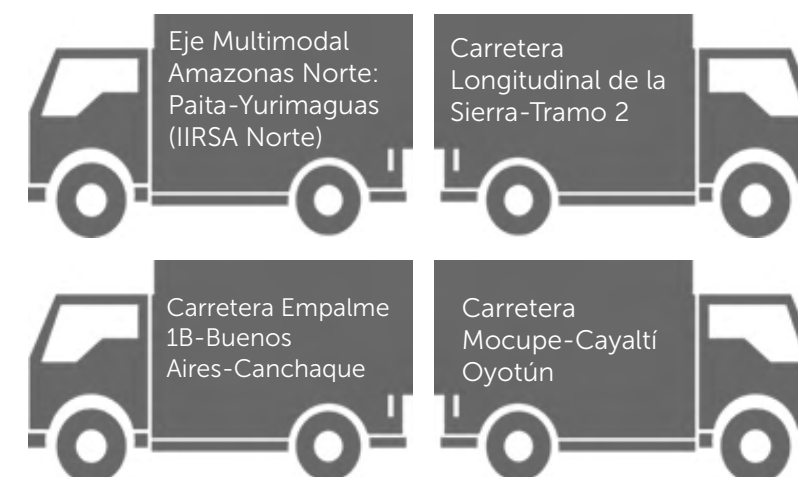 Eje Multimodal
Amazonas Norte:
Paita-Yurimaguas
(IIRSA Norte)
Carretera
Longitudinal de la
Sierra-Tramo 2
Carretera Empalme
1B-Buenos
Aires-Canchaque
Carretera
Mocupe-Cayaltí
Oyotún